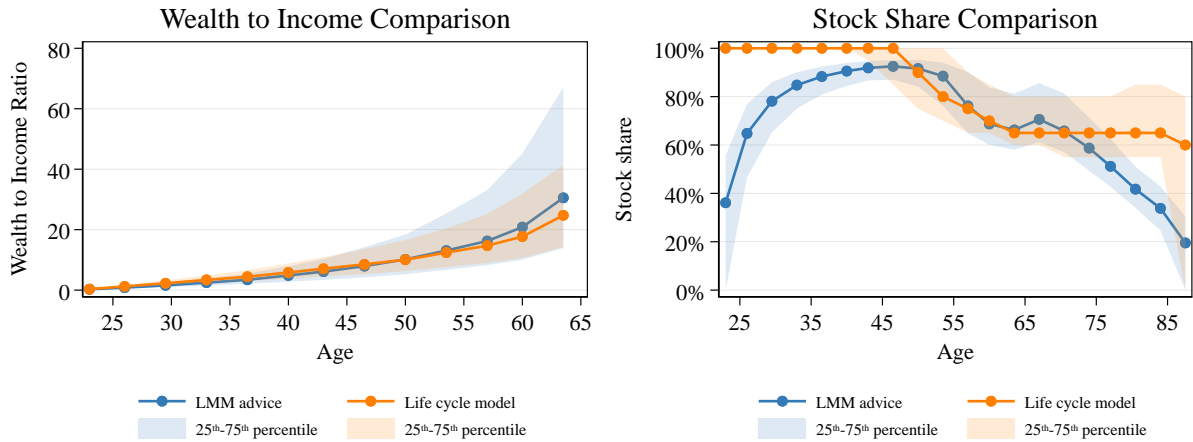 Wealth to Income Comparison
80
60
40
20
0
Wealth to Income Ratio
25 30 35 40 45 50 55 60 65
Age
LMM advice
Life cycle model
25th-75th percentile
25th-75th percentile
Stock Share Comparison
100%
80%
60%
40%
20%
0%
Stock share
25 35 45 55 65 75 85
Age
LMM advice
Life cycle model
25th-75th percentile
25th-75th percentile